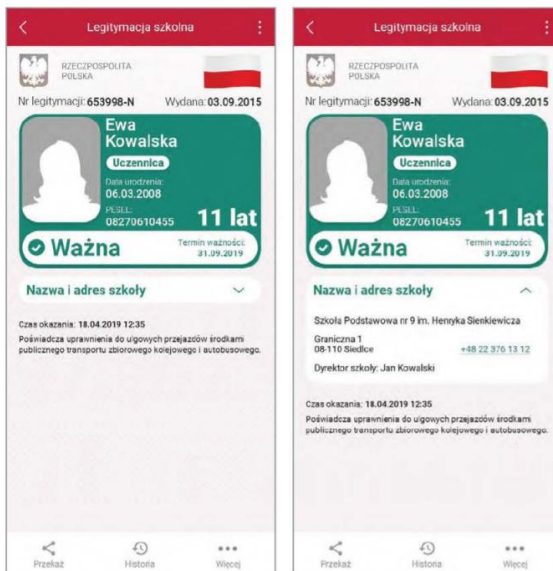 Legitymacja szkolna
RZECZPOSPOLITA
POLSKA
Nr legitymacji: 653998-N Wydana: 03.09.2015
Ewa
Kowalska
Uczennica
Data urodzenia:
06.03.2008
PESEL:
08270610455
11 lat
Ważna
Termin ważności:
31.09.2019
Nazwa i adres szkoły
Czas okazania: 18.04.2019 12:35
Poświadcza uprawnienia do ulgowych przejazdów środkami
publicznego transportu zbiorowego kolejowego i autobusowego.
Przekaż Historia Więcej
Legitymacja szkolna
RZECZPOSPOLITA
POLSKA
Nr legitymacji: 653998-N Wydana: 03.09.2015
Ewa
Kowalska
Uczennica
Data urodzenia:
06.03.2008
PESEL:
08270610455
11 lat
Ważna
Termin ważności:
31.09.2019
Nazwa i adres szkoły
Szkoła Podstawowa nr 9 im. Henryka Sienkiewicza
Graniczna 1
08-110 Siedlce +48 22 376 13 12
Dyrektor szkoły: Jan Kowalski
Czas okazania: 18.04.2019 12:35
Poświadcza uprawnienia do ulgowych przejazdów środkami
publicznego transportu zbiorowego kolejowego i autobusowego.
Przekaż Historia Więcej